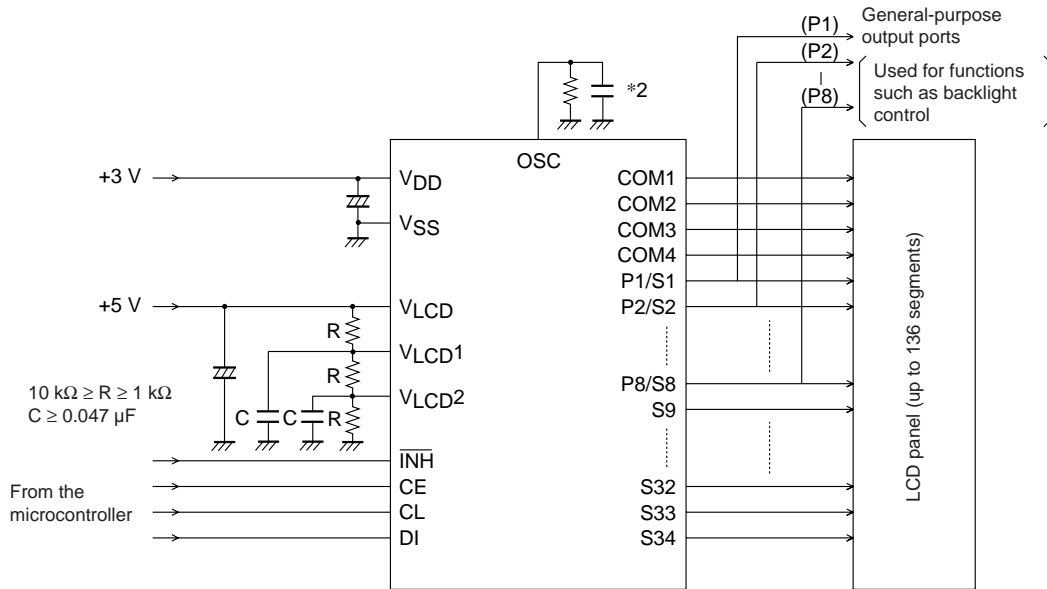 (P1)
General-purpose
output ports
(P2)
(P8)
Used for functions
such as backlight
control
*2
OSC
+3 V
VDD
VSS
+5 V
VLCD
R
VLCD1
R
VLCD2
R
C
C
10 kΩ ≥ R ≥ 1 kΩ
C ≥ 0.047 µF
INH
CE
CL
DI
From the
microcontroller
COM1
COM2
COM3
COM4
P1/S1
P2/S2
P8/S8
S9
S32
S33
S34
LCD panel (up to 136 segments)